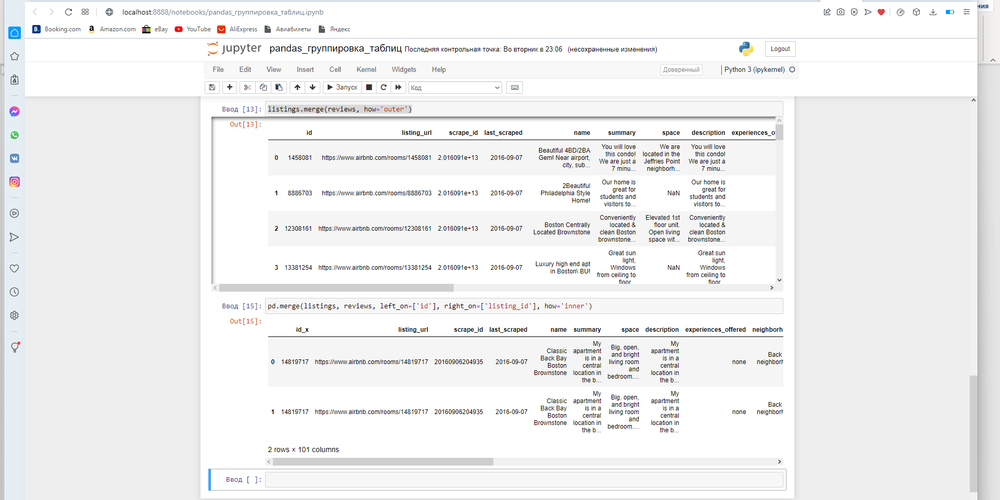 ния
localhost:8888/notebooks/pandas_группировка_таблиц.ipynb
B. Booking.com a Amazon.com eBay YouTube AliExpress Авиабилеты Яндекс
jupyter pandas_группировка_таблиц Последняя контрольная точка: Во вторник в 23:06 (несохраненные изменения) Logout
File Edit View Insert Cell Kernel Widgets Help Доверенный Python 3 (ipykernel)
Запуск Код
Ввод [13]: listings.merge(reviews, how='outer')
Out[13]:
id listing_url scrape_id last_scraped name summary space description experiences_o
0 1458081 https://www.airbnb.com/rooms/1458081 2.016091e+13 2016-09-07 Beautiful 4BD/2BA Gem! Near airport, city, sub... You will love this condo! We are just a 7 minu... We are located in the Jeffries Point neighborh... You will love this condo! We are just a 7 minu...
1 8886703 https://www.airbnb.com/rooms/8886703 2.016091e+13 2016-09-07 2Beautiful Philadelphia Style Home! Our home is great for students and visitors to... NaN Our home is great for students and visitors to...
2 12308161 https://www.airbnb.com/rooms/12308161 2.016091e+13 2016-09-07 Boston Centrally Located Brownstone Conveniently located & clean Boston brownstone... Elevated 1st floor unit. Open living space wit... Conveniently located & clean Boston brownstone...
3 13381254 https://www.airbnb.com/rooms/13381254 2.016091e+13 2016-09-07 Luxury high end apt in Boston\ BU! Great sun light, Windows from ceiling to floor NaN Great sun light, Windows from ceiling to floor
Ввод [15]: pd.merge(listings, reviews, left_on=['id'], right_on=['listing_id'], how='inner')
Out[15]:
id_x listing_url scrape_id last_scraped name summary space description experiences_offered neighborh
0 14819717 https://www.airbnb.com/rooms/14819717 20160906204935 2016-09-07 Classic Back Bay Boston Brownstone My apartment is in a central location in the b... Big, open, and bright living room and bedroom.... My apartment is in a central location in the b... none Back neighborh
1 14819717 https://www.airbnb.com/rooms/14819717 20160906204935 2016-09-07 Classic Back Bay Boston Brownstone My apartment is in a central location in the b... Big, open, and bright living room and bedroom.... My apartment is in a central location in the b... none Back neighborh
2 rows × 101 columns
Ввод [ ]: